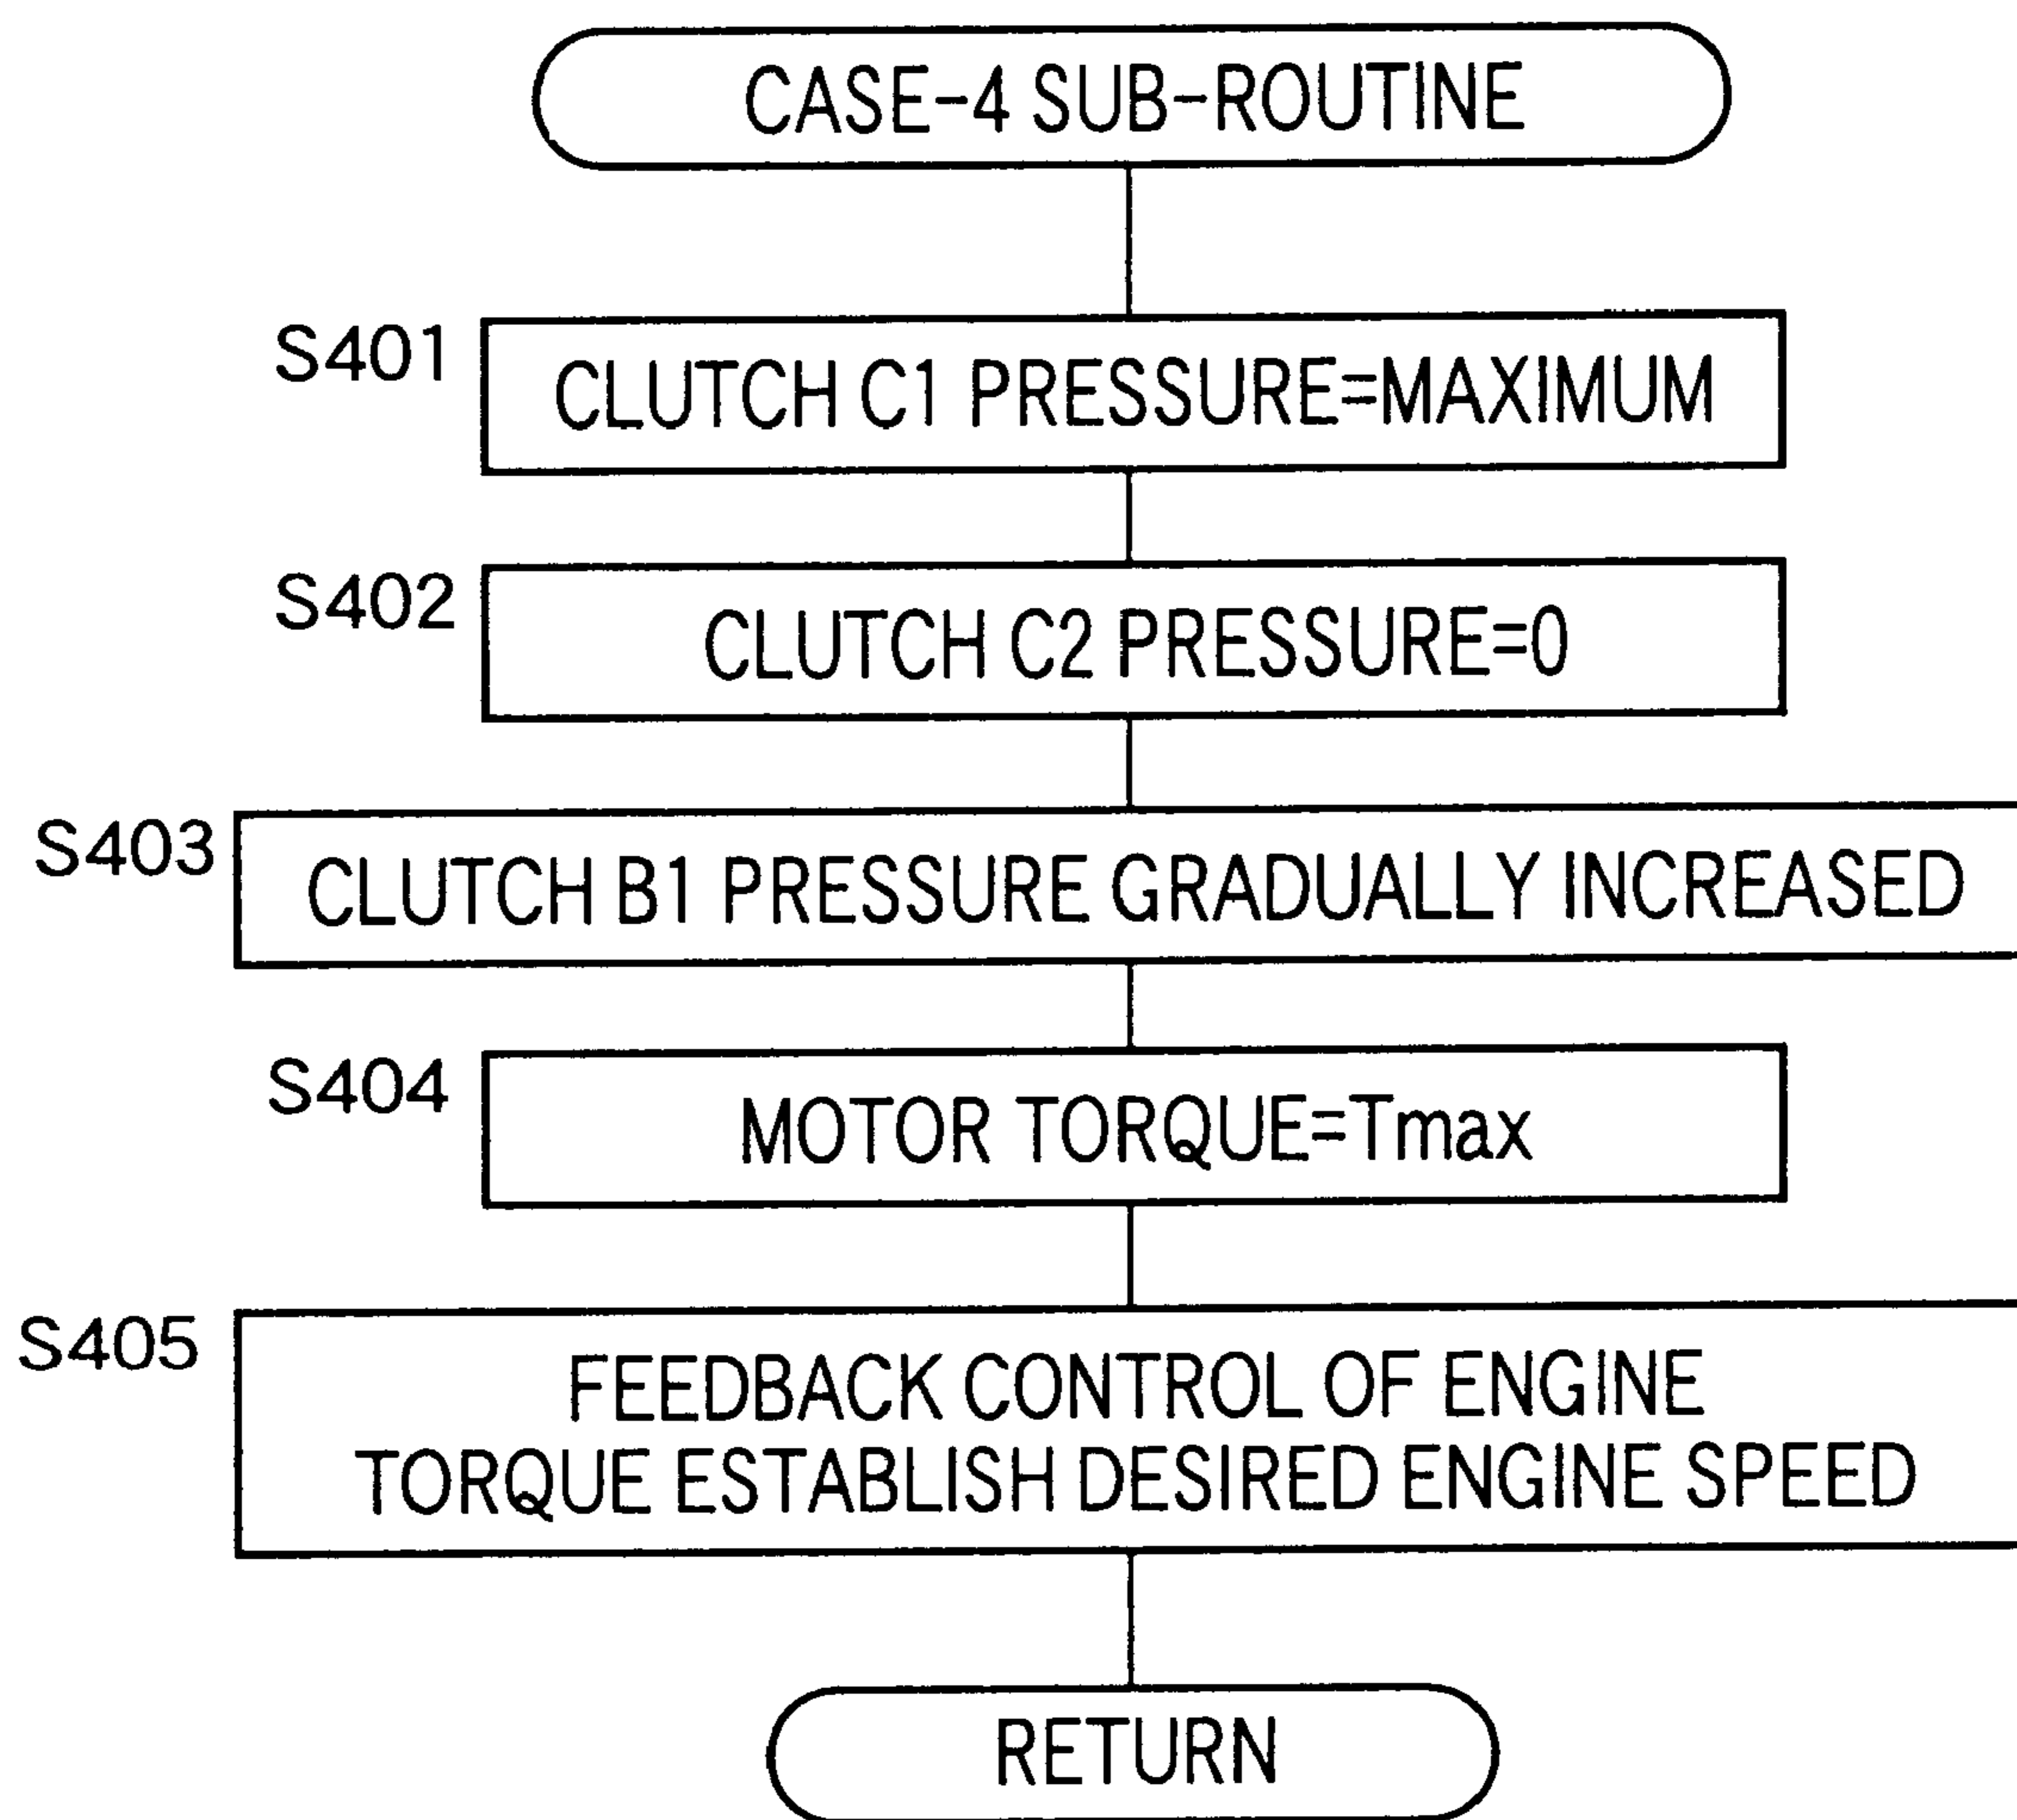 CASE-4 SUB-ROUTINE
S401
CLUTCH C1 PRESSURE=MAXIMUM
S402
CLUTCH C2 PRESSURE=0
S403
CLUTCH B1 PRESSURE GRADUALLY INCREASED
S404
MOTOR TORQUE=Tmax
S405
FEEDBACK CONTROL OF ENGINE
TORQUE ESTABLISH DESIRED ENGINE SPEED
RETURN